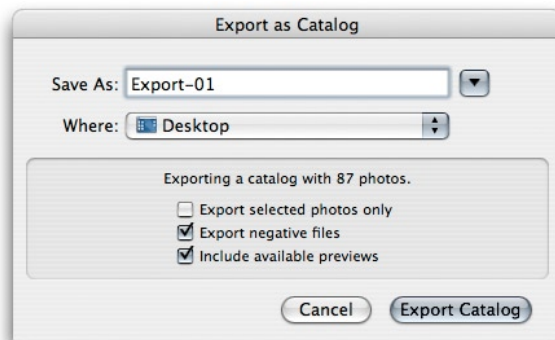 Export as Catalog
Save As: Export-01
Where: Desktop
Exporting a catalog with 87 photos.
Export selected photos only
Export negative files
Include available previews
Cancel Export Catalog